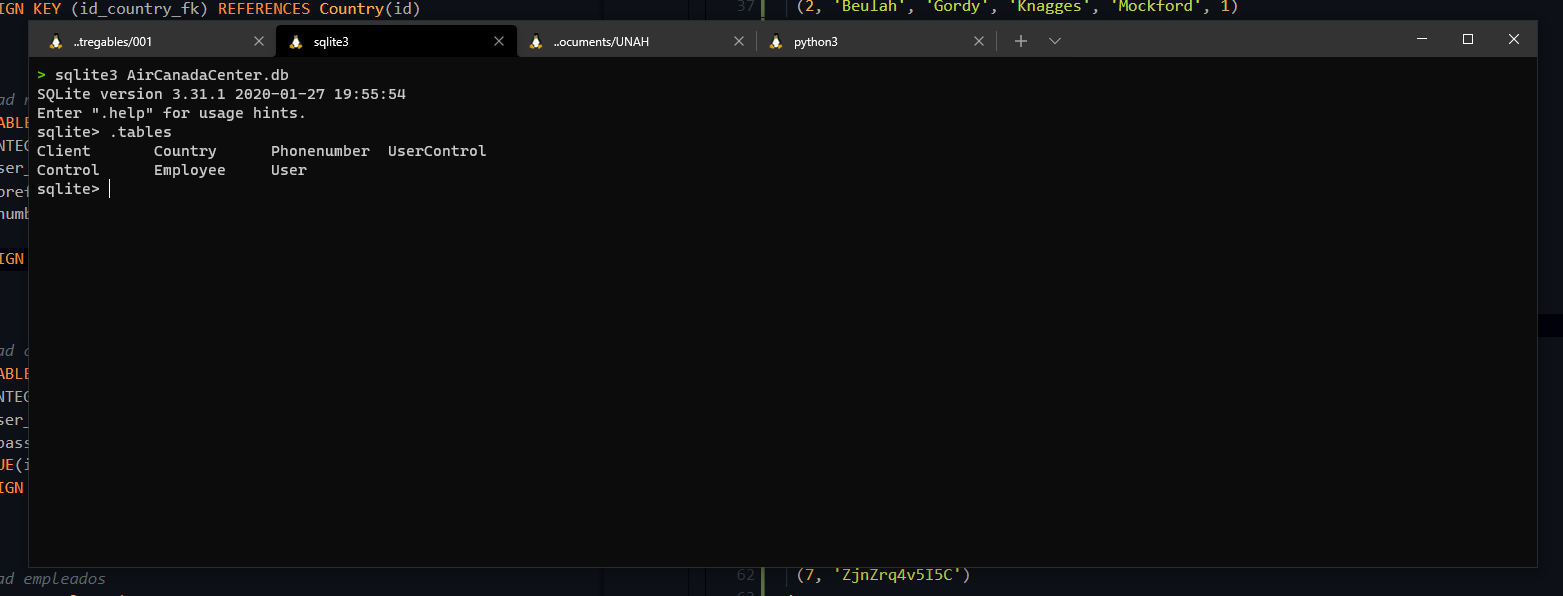 IGN KEY (id_country_fk) REFERENCES Country(id)
37 (2, 'Beulah', 'Gordy', 'Knagges', 'Mockford', 1)
..tregables/001
sqlite3
..ocuments/UNAH
python3
> sqlite3 AirCanadaCenter.db
SQLite version 3.31.1 2020-01-27 19:55:54
Enter ".help" for usage hints.
sqlite> .tables
Client Country Phonenumber UserControl
Control Employee User
sqlite>
ABLE
NTEG
ser_
pref
numb
IGN
ABLE
NTEG
ser_
pass
UE(i
IGN
ad empleados
62 (7, 'ZjnZrq4v5I5C')